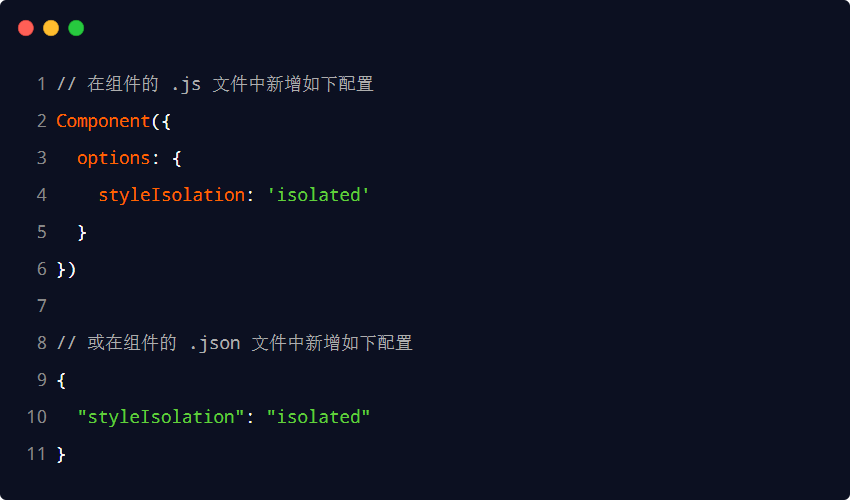 1 // 在组件的 .js 文件中新增如下配置
2 Component({
3   options: {
4     styleIsolation: 'isolated'
5   }
6 })
7
8 // 或在组件的 .json 文件中新增如下配置
9 {
10   "styleIsolation": "isolated"
11 }